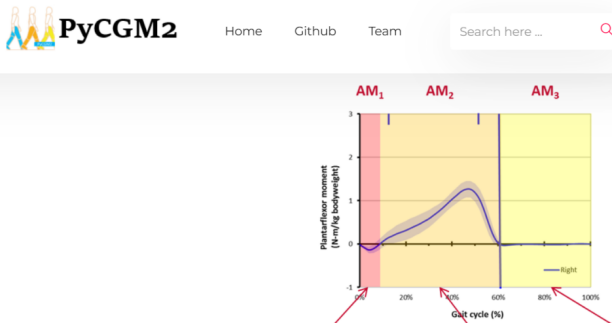 PyCGM2
Home Github Team Search here ...
AM1 AM2 AM3
Plantarflexor moment
(N-m/kg bodyweight)
3
2
1
0
-1
Right
0% 20% 40% 60% 80% 100%
Gait cycle (%)